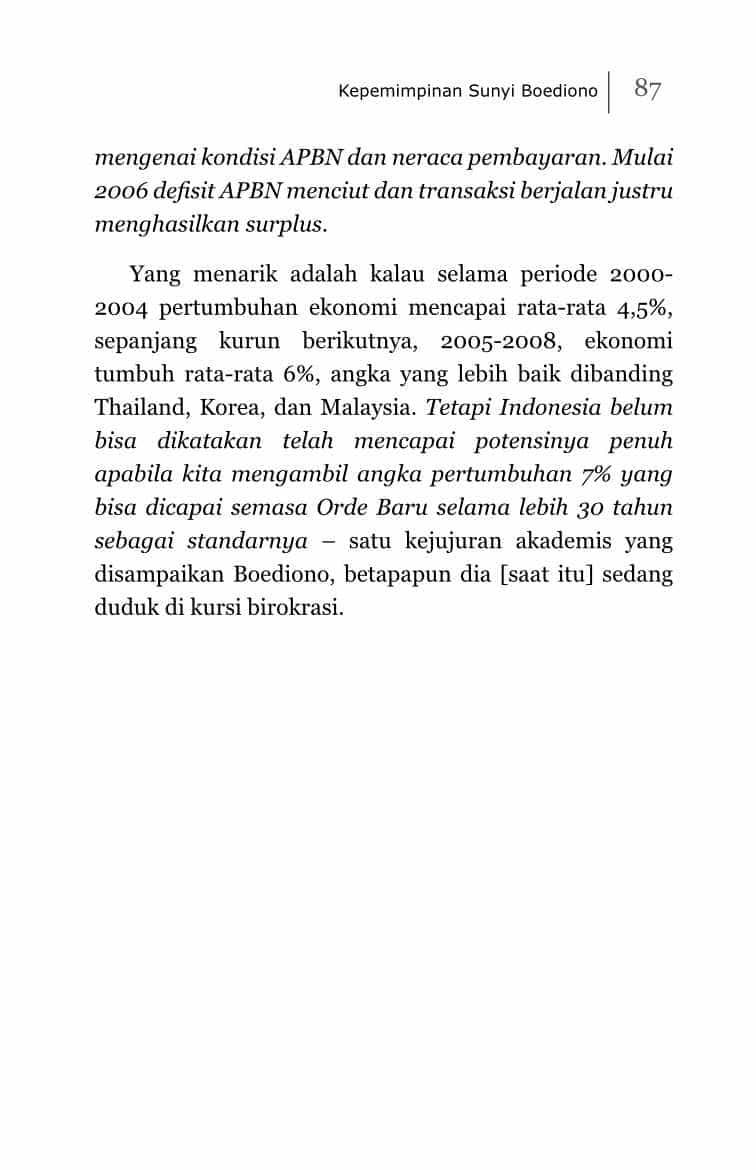 Kepemimpinan Sunyi Boediono 87
mengenai kondisi APBN dan neraca pembayaran. Mulai
2006 defisit APBN menciut dan transaksi berjalan justru
menghasilkan surplus.
Yang menarik adalah kalau selama periode 2000-
2004 pertumbuhan ekonomi mencapai rata-rata 4,5%,
sepanjang kurun berikutnya, 2005-2008, ekonomi
tumbuh rata-rata 6%, angka yang lebih baik dibanding
Thailand, Korea, dan Malaysia. Tetapi Indonesia belum
bisa dikatakan telah mencapai potensinya penuh
apabila kita mengambil angka pertumbuhan 7% yang
bisa dicapai semasa Orde Baru selama lebih 30 tahun
sebagai standarnya – satu kejujuran akademis yang
disampaikan Boediono, betapapun dia [saat itu] sedang
duduk di kursi birokrasi.